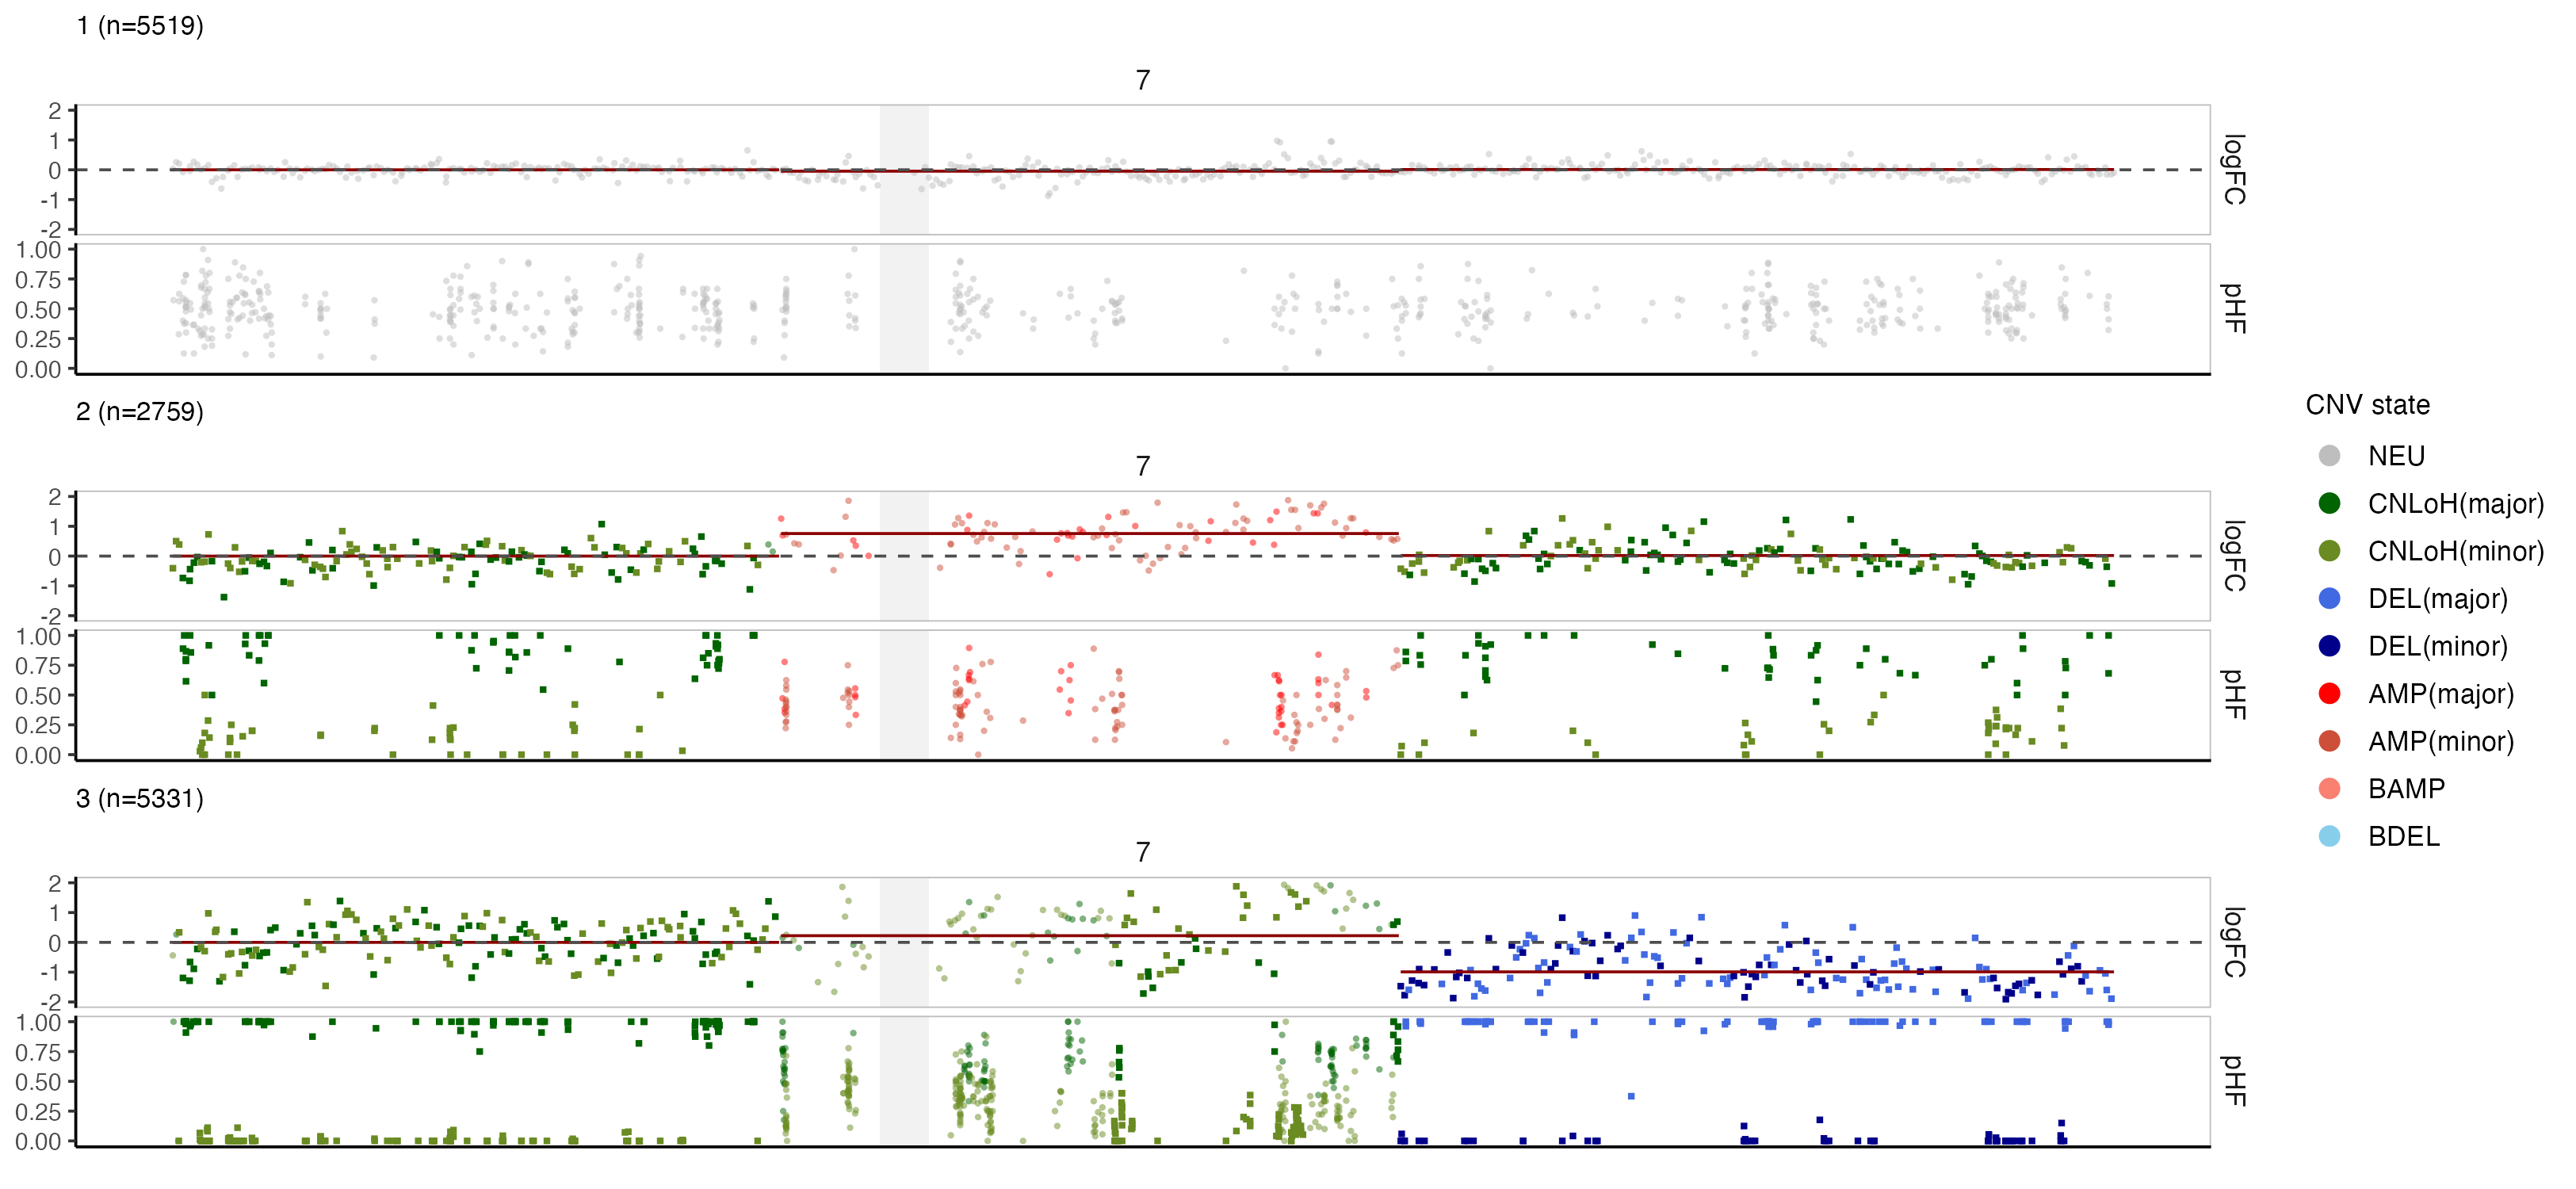 1 (n=5519)
7
2
1
0
-1
-2
logFC
1.00
0.75
0.50
0.25
0.00
pHF
2 (n=2759)
7
2
1
0
-1
-2
logFC
1.00
0.75
0.50
0.25
0.00
pHF
3 (n=5331)
7
2
1
0
-1
-2
logFC
1.00
0.75
0.50
0.25
0.00
pHF
CNV state
NEU
CNLoH(major)
CNLoH(minor)
DEL(major)
DEL(minor)
AMP(major)
AMP(minor)
BAMP
BDEL